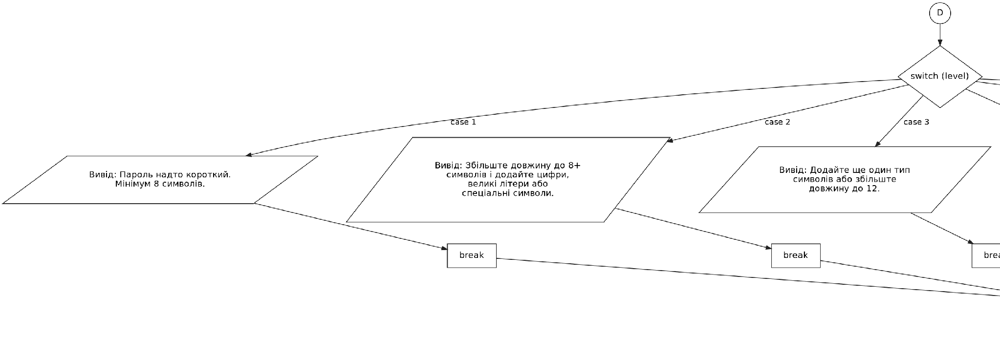 D
switch (level)
case 1
case 2
case 3
Вивід: Пароль надто короткий.
Мінімум 8 символів.
Вивід: Збільште довжину до 8+
символів і додайте цифри,
великі літери або
спеціальні символи.
Вивід: Додайте ще один тип
символів або збільште
довжину до 12.
break
break
brea